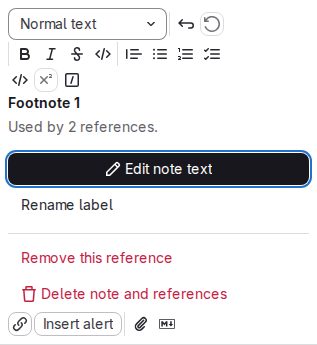 Normal text
B I S </>
</> X²
Footnote 1
Used by 2 references.
Edit note text
Rename label
Remove this reference
Delete note and references
Insert alert